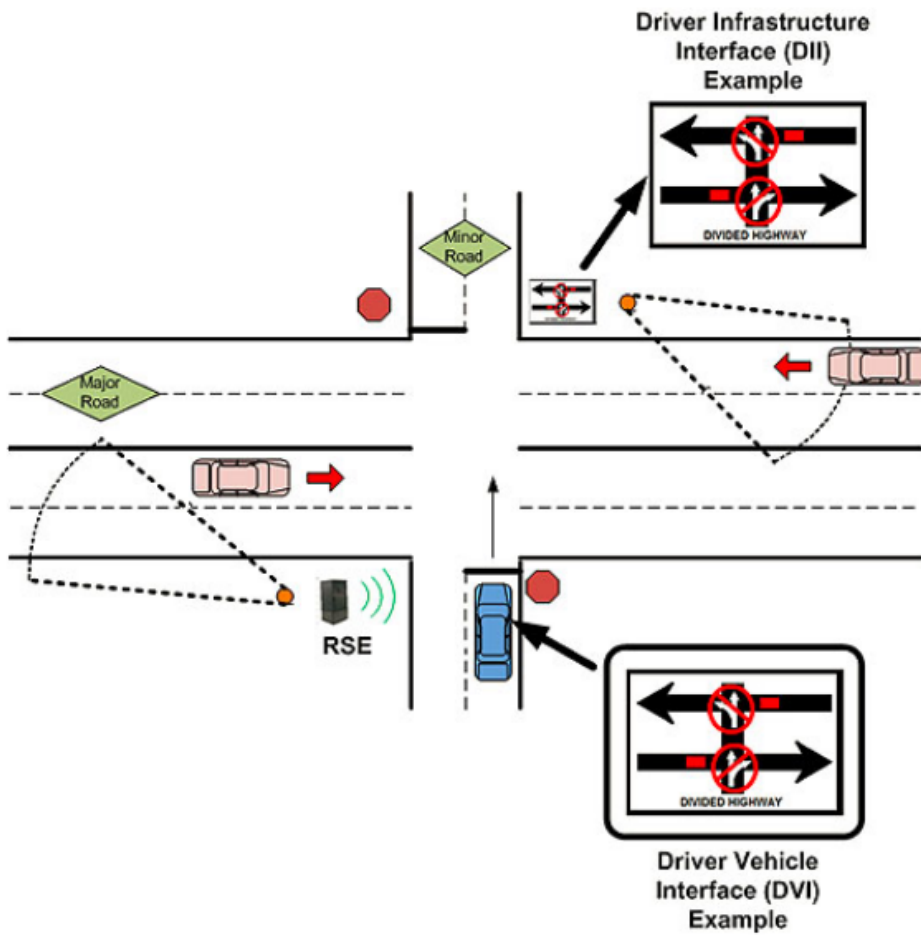 Driver Infrastructure
Interface (DII)
Example
DIVIDED HIGHWAY
Minor
Road
Major
Road
RSE
DIVIDED HIGHWAY
Driver Vehicle
Interface (DVI)
Example